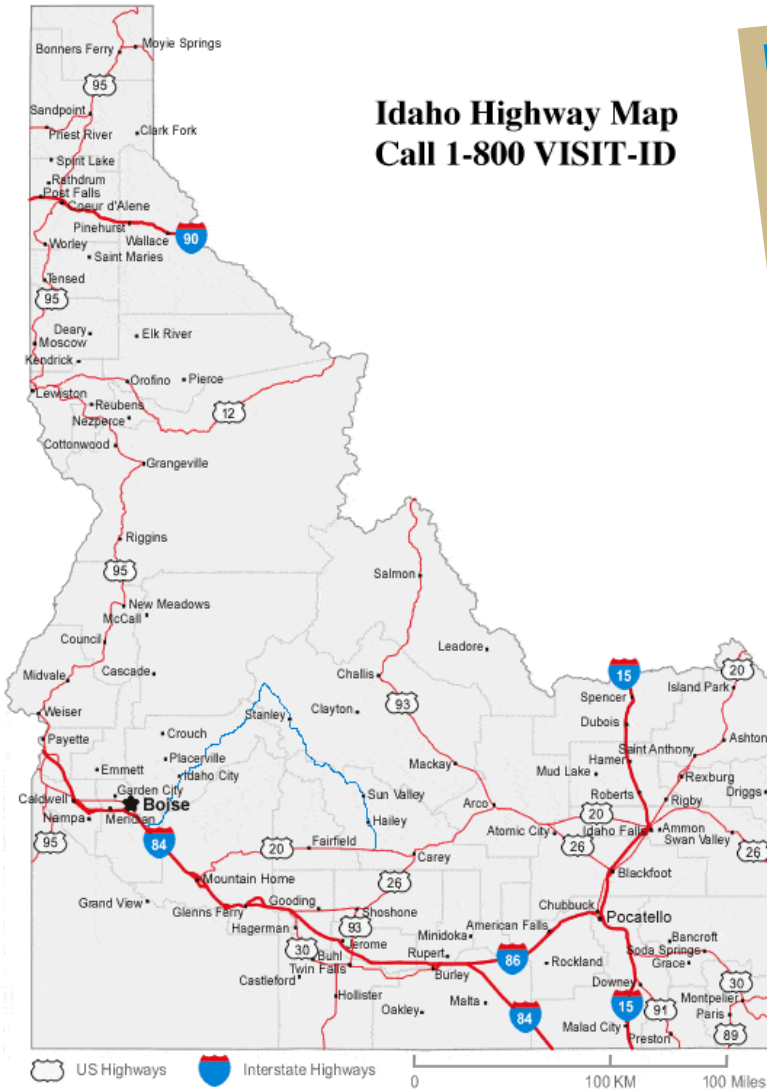 Idaho Highway Map
Call 1-800 VISIT-ID
Moyie Springs
Bonners Ferry
95
Sandpoint
Priest River
Clark Fork
Spirit Lake
Rathdrum
Post Falls
Coeur d'Alene
Pinehurst
Wallace
90
Worley
Saint Maries
Tensed
95
Deary
Elk River
Moscow
Kendrick
Orofino
Pierce
Lewiston
Reubens
12
Nezperce
Cottonwood
Grangeville
Riggins
95
Salmon
New Meadows
McCall
Council
Leadore
Midvale
Cascade
Challis
15
20
Island Park
Spencer
93
Clayton
Weiser
Stanley
Dubois
Payette
Crouch
Ashton
Saint Anthony
Hamer
Placerville
Mackay
Emmett
Idaho City
Mud Lake
Rexburg
Garden City
Sun Valley
Roberts
Driggs
Caldwell
Boise
Arco
Rigby
Nampa
Meridian
Hailey
20
Atomic City
Idaho Falls
Ammon
Swan Valley
95
84
20
Fairfield
26
26
Carey
Blackfoot
Mountain Home
26
Grand View
Glenns Ferry
Gooding
Shoshone
Chubbuck
Pocatello
Hagerman
93
American Falls
Minidoka
Bancroft
30
Jerome
Buhl
Rupert
86
Soda Springs
Rockland
Grace
Twin Falls
Burley
Castleford
Downey
30
Hollister
Malta
Montpelier
Oakley
84
15
91
Paris
Malad City
Preston
89
US Highways
Interstate Highways
0
100 KM
100 Miles